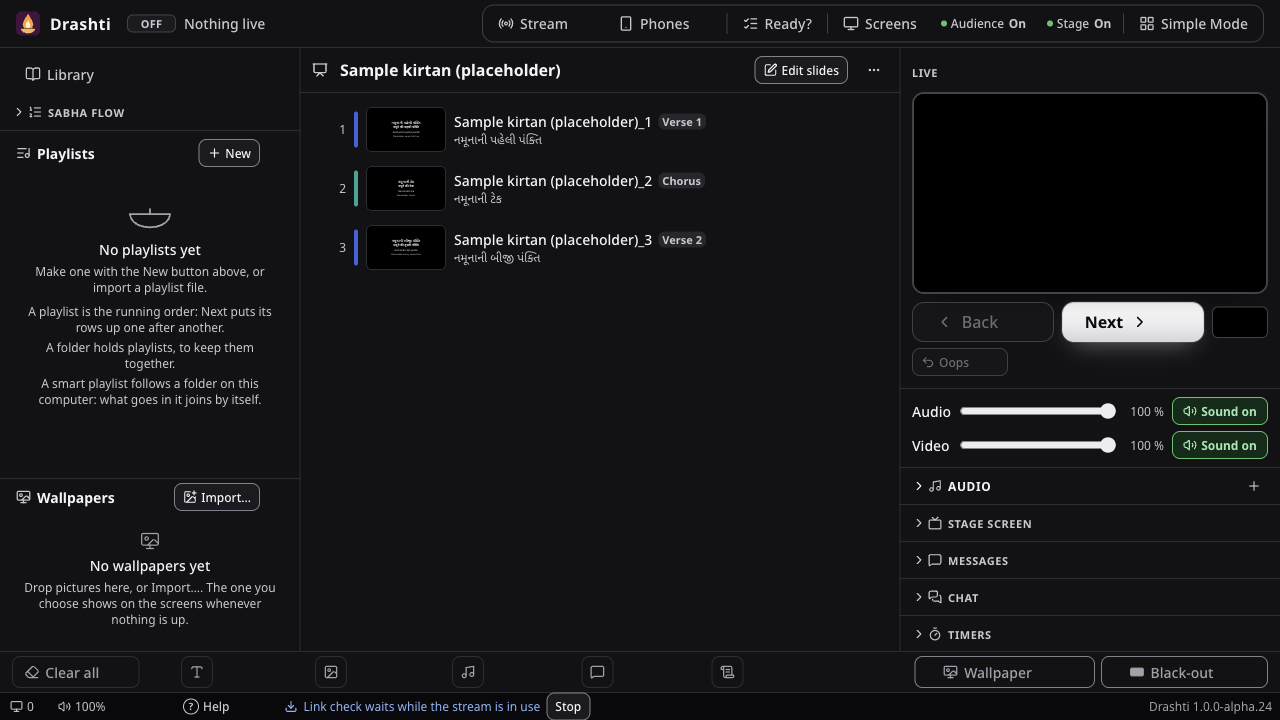 Drashti
OFF
Nothing live
Stream
Phones
Ready?
Screens
Audience On
Stage On
Simple Mode
Library
SABHA FLOW
Playlists
New
No playlists yet
Make one with the New button above, or
import a playlist file.
A playlist is the running order: Next puts its
rows up one after another.
A folder holds playlists, to keep them
together.
A smart playlist follows a folder on this
computer: what goes in it joins by itself.
Wallpapers
Import...
No wallpapers yet
Drop pictures here, or Import.... The one you
choose shows on the screens whenever
nothing is up.
Sample kirtan (placeholder)
Edit slides
1
Sample kirtan (placeholder)_1 Verse 1
નમૂનાની પહેલી પંક્તિ
2
Sample kirtan (placeholder)_2 Chorus
નમૂનાની ટેક
3
Sample kirtan (placeholder)_3 Verse 2
નમૂનાની બીજી પંક્તિ
LIVE
Back
Next
Oops
Audio 100 % Sound on
Video 100 % Sound on
AUDIO
STAGE SCREEN
MESSAGES
CHAT
TIMERS
Clear all
Wallpaper
Black-out
0
100%
Help
Link check waits while the stream is in use
Stop
Drashti 1.0.0-alpha.24